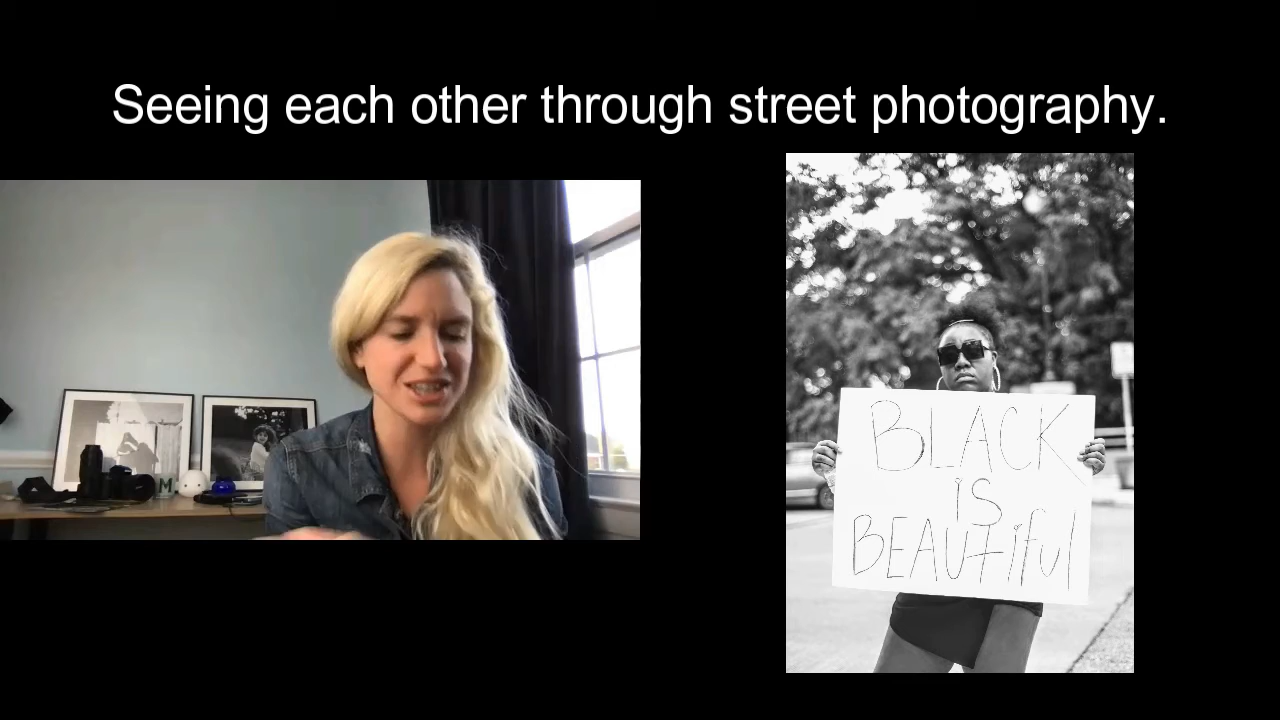 Seeing each other through street photography.
BLACK
is
BEAUtiful
M